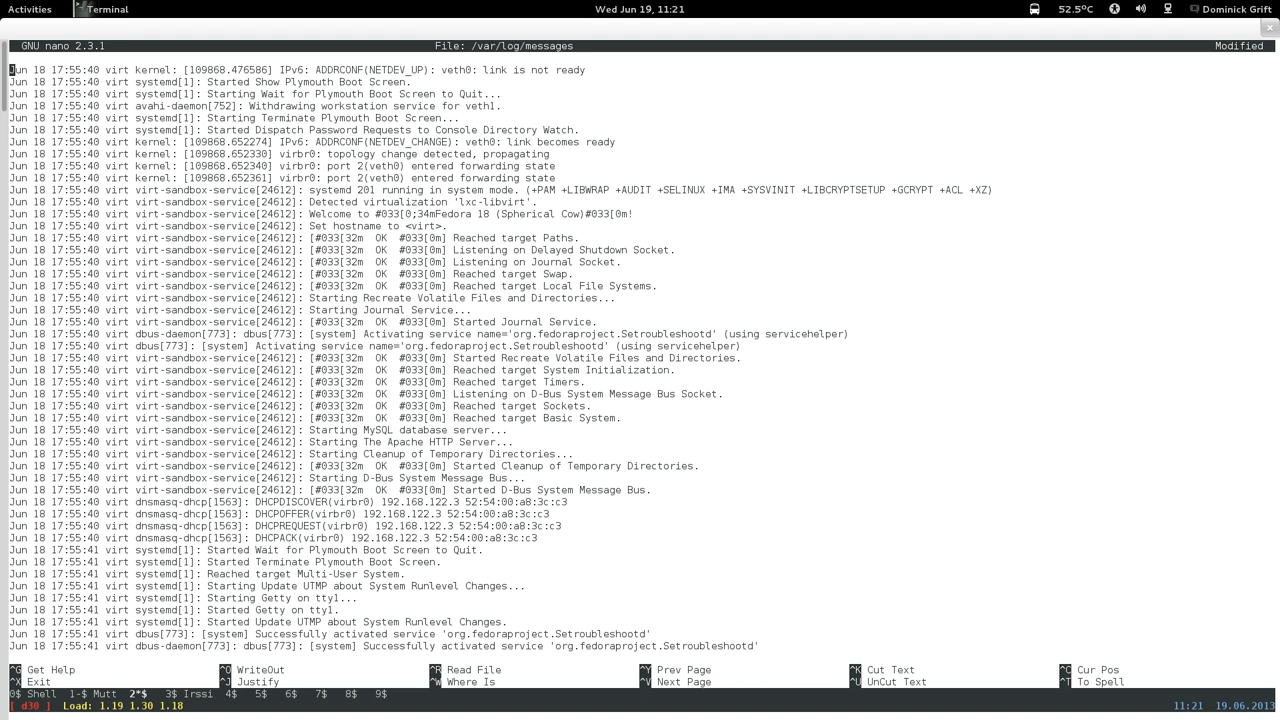 Activities Terminal Wed Jun 19, 11:21 52.5°C Dominick Grift
GNU nano 2.3.1 File: /var/log/messages Modified
Jun 18 17:55:40 virt kernel: [109868.476586] IPv6: ADDRCONF(NETDEV_UP): veth0: link is not ready
Jun 18 17:55:40 virt systemd[1]: Started Show Plymouth Boot Screen.
Jun 18 17:55:40 virt systemd[1]: Starting Wait for Plymouth Boot Screen to Quit...
Jun 18 17:55:40 virt avahi-daemon[752]: Withdrawing workstation service for veth1.
Jun 18 17:55:40 virt systemd[1]: Starting Terminate Plymouth Boot Screen...
Jun 18 17:55:40 virt systemd[1]: Started Dispatch Password Requests to Console Directory Watch.
Jun 18 17:55:40 virt kernel: [109868.652274] IPv6: ADDRCONF(NETDEV_CHANGE): veth0: link becomes ready
Jun 18 17:55:40 virt kernel: [109868.652330] virbr0: topology change detected, propagating
Jun 18 17:55:40 virt kernel: [109868.652340] virbr0: port 2(veth0) entered forwarding state
Jun 18 17:55:40 virt kernel: [109868.652361] virbr0: port 2(veth0) entered forwarding state
Jun 18 17:55:40 virt virt-sandbox-service[24612]: systemd 201 running in system mode. (+PAM +LIBWRAP +AUDIT +SELINUX +IMA +SYSVINIT +LIBCRYPTSETUP +GCRYPT +ACL +XZ)
Jun 18 17:55:40 virt virt-sandbox-service[24612]: Detected virtualization 'lxc-libvirt'.
Jun 18 17:55:40 virt virt-sandbox-service[24612]: Welcome to #033[0;34mFedora 18 (Spherical Cow)#033[0m!
Jun 18 17:55:40 virt virt-sandbox-service[24612]: Set hostname to <virt>.
Jun 18 17:55:40 virt virt-sandbox-service[24612]: [#033[32m  OK  #033[0m] Reached target Paths.
Jun 18 17:55:40 virt virt-sandbox-service[24612]: [#033[32m  OK  #033[0m] Listening on Delayed Shutdown Socket.
Jun 18 17:55:40 virt virt-sandbox-service[24612]: [#033[32m  OK  #033[0m] Listening on Journal Socket.
Jun 18 17:55:40 virt virt-sandbox-service[24612]: [#033[32m  OK  #033[0m] Reached target Swap.
Jun 18 17:55:40 virt virt-sandbox-service[24612]: [#033[32m  OK  #033[0m] Reached target Local File Systems.
Jun 18 17:55:40 virt virt-sandbox-service[24612]: Starting Recreate Volatile Files and Directories...
Jun 18 17:55:40 virt virt-sandbox-service[24612]: Starting Journal Service...
Jun 18 17:55:40 virt virt-sandbox-service[24612]: [#033[32m  OK  #033[0m] Started Journal Service.
Jun 18 17:55:40 virt dbus-daemon[773]: dbus[773]: [system] Activating service name='org.fedoraproject.Setroubleshootd' (using servicehelper)
Jun 18 17:55:40 virt dbus[773]: [system] Activating service name='org.fedoraproject.Setroubleshootd' (using servicehelper)
Jun 18 17:55:40 virt virt-sandbox-service[24612]: [#033[32m  OK  #033[0m] Started Recreate Volatile Files and Directories.
Jun 18 17:55:40 virt virt-sandbox-service[24612]: [#033[32m  OK  #033[0m] Reached target System Initialization.
Jun 18 17:55:40 virt virt-sandbox-service[24612]: [#033[32m  OK  #033[0m] Reached target Timers.
Jun 18 17:55:40 virt virt-sandbox-service[24612]: [#033[32m  OK  #033[0m] Listening on D-Bus System Message Bus Socket.
Jun 18 17:55:40 virt virt-sandbox-service[24612]: [#033[32m  OK  #033[0m] Reached target Sockets.
Jun 18 17:55:40 virt virt-sandbox-service[24612]: [#033[32m  OK  #033[0m] Reached target Basic System.
Jun 18 17:55:40 virt virt-sandbox-service[24612]: Starting MySQL database server...
Jun 18 17:55:40 virt virt-sandbox-service[24612]: Starting The Apache HTTP Server...
Jun 18 17:55:40 virt virt-sandbox-service[24612]: Starting Cleanup of Temporary Directories...
Jun 18 17:55:40 virt virt-sandbox-service[24612]: [#033[32m  OK  #033[0m] Started Cleanup of Temporary Directories.
Jun 18 17:55:40 virt virt-sandbox-service[24612]: Starting D-Bus System Message Bus...
Jun 18 17:55:40 virt virt-sandbox-service[24612]: [#033[32m  OK  #033[0m] Started D-Bus System Message Bus.
Jun 18 17:55:40 virt dnsmasq-dhcp[1563]: DHCPDISCOVER(virbr0) 192.168.122.3 52:54:00:a8:3c:c3
Jun 18 17:55:40 virt dnsmasq-dhcp[1563]: DHCPOFFER(virbr0) 192.168.122.3 52:54:00:a8:3c:c3
Jun 18 17:55:40 virt dnsmasq-dhcp[1563]: DHCPREQUEST(virbr0) 192.168.122.3 52:54:00:a8:3c:c3
Jun 18 17:55:40 virt dnsmasq-dhcp[1563]: DHCPACK(virbr0) 192.168.122.3 52:54:00:a8:3c:c3
Jun 18 17:55:41 virt systemd[1]: Started Wait for Plymouth Boot Screen to Quit.
Jun 18 17:55:41 virt systemd[1]: Started Terminate Plymouth Boot Screen.
Jun 18 17:55:41 virt systemd[1]: Reached target Multi-User System.
Jun 18 17:55:41 virt systemd[1]: Starting Update UTMP about System Runlevel Changes...
Jun 18 17:55:41 virt systemd[1]: Starting Getty on tty1...
Jun 18 17:55:41 virt systemd[1]: Started Getty on tty1.
Jun 18 17:55:41 virt systemd[1]: Started Update UTMP about System Runlevel Changes.
Jun 18 17:55:41 virt dbus[773]: [system] Successfully activated service 'org.fedoraproject.Setroubleshootd'
Jun 18 17:55:41 virt dbus-daemon[773]: dbus[773]: [system] Successfully activated service 'org.fedoraproject.Setroubleshootd'
^G Get Help ^O WriteOut ^R Read File ^Y Prev Page ^K Cut Text ^C Cur Pos
^X Exit ^J Justify ^W Where Is ^V Next Page ^U UnCut Text ^T To Spell
0$ Shell 1-$ Mutt 2*$ 3$ Irssi 4$ 5$ 6$ 7$ 8$ 9$
[ d30 ] Load: 1.19 1.30 1.18 11:21 19.06.2013